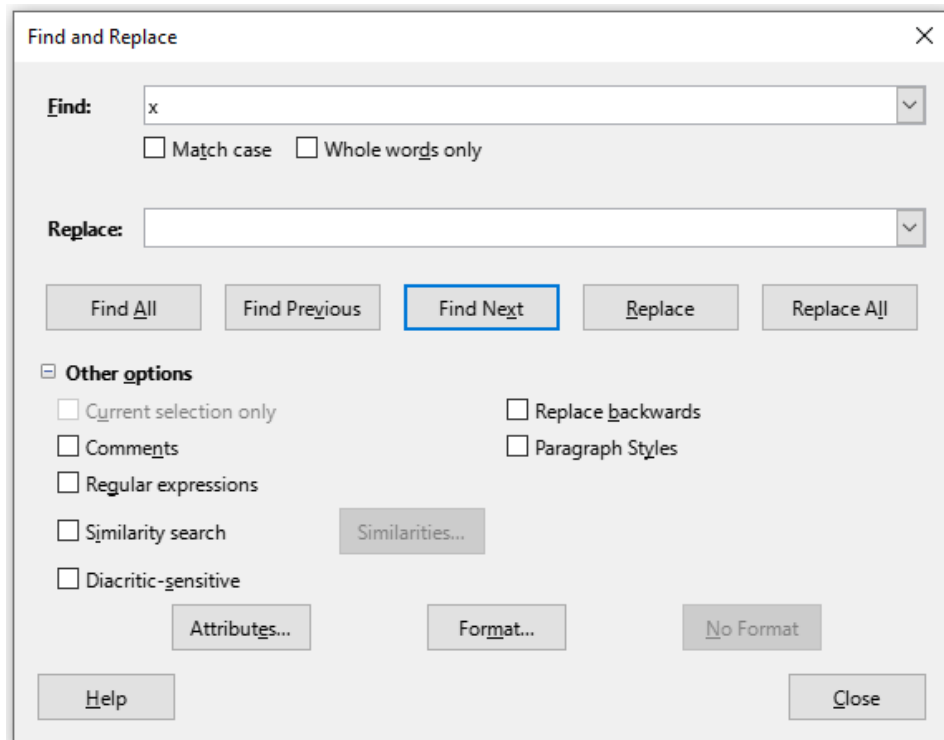 Find and Replace
Find: x
Match case Whole words only
Replace:
Find All Find Previous Find Next Replace Replace All
Other options
Current selection only Replace backwards
Comments Paragraph Styles
Regular expressions
Similarity search Similarities...
Diacritic-sensitive
Attributes... Format... No Format
Help Close